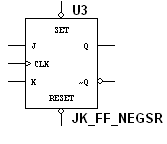 U3
SET
J Q
CLK
K ~Q
RESET
JK_FF_NEGSR